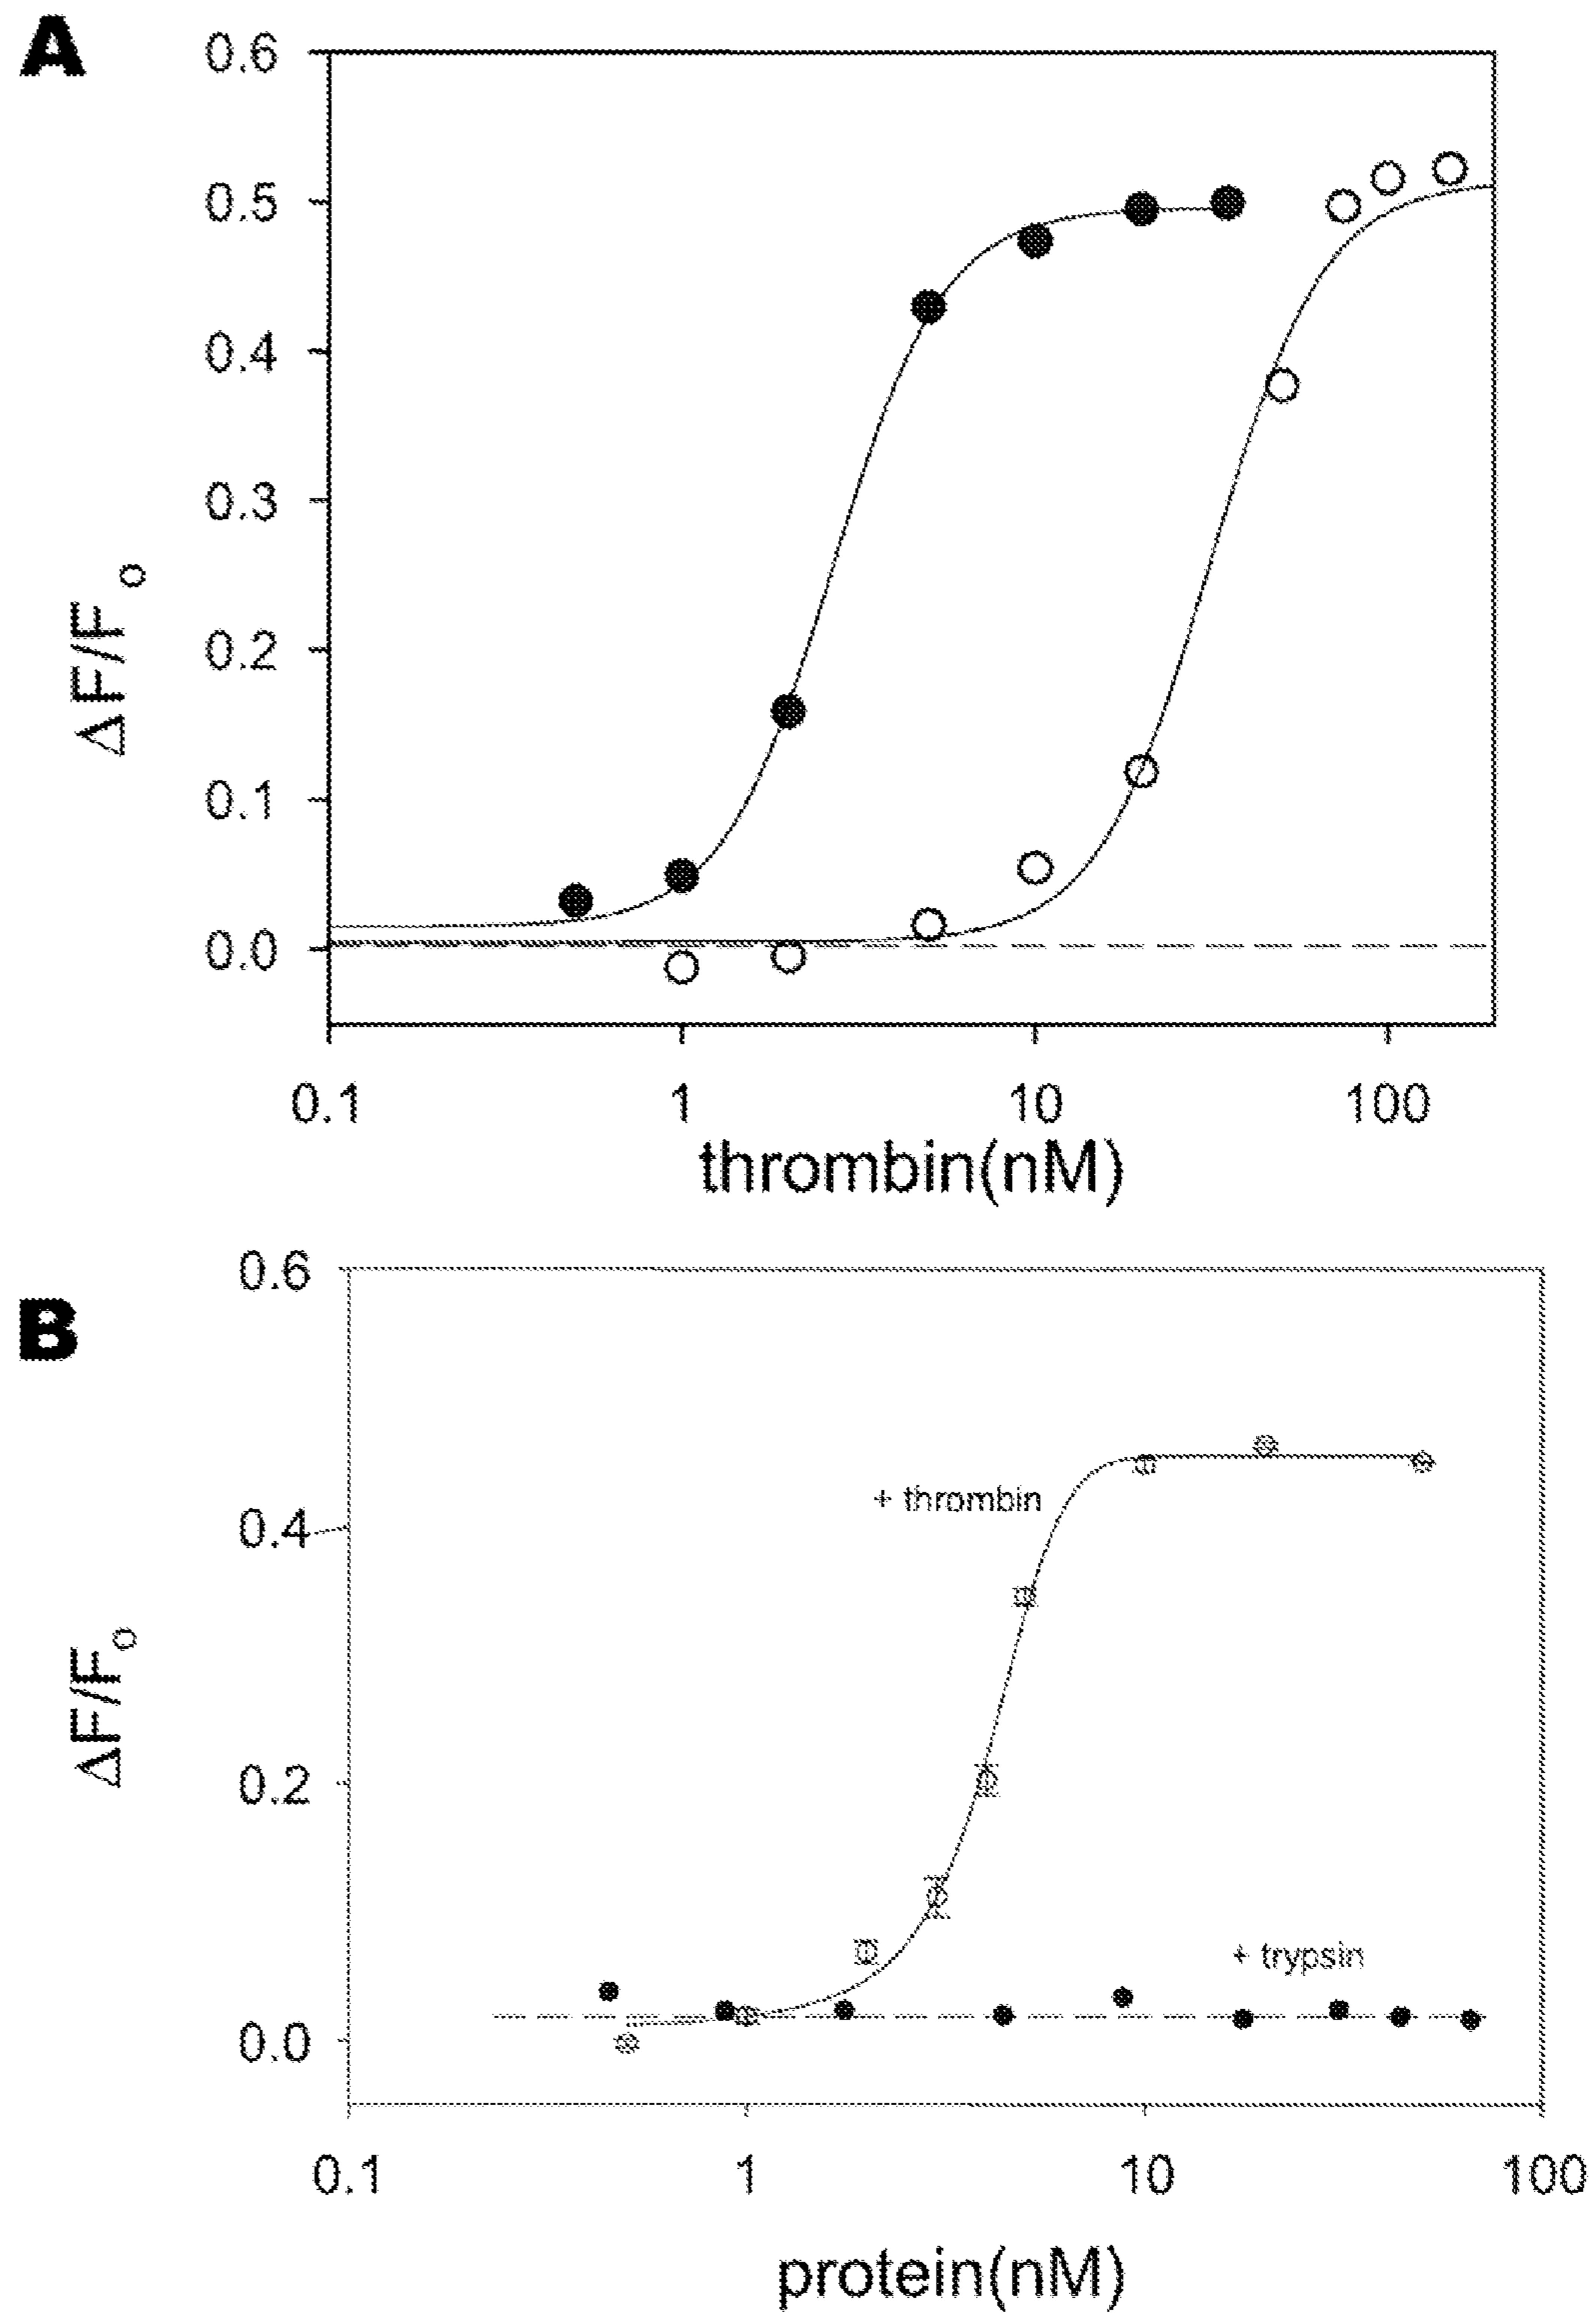 A
0.6
0.5
0.4
0.3
0.2
0.1
0.0
ΔF/Fo
0.1 1 10 100
thrombin(nM)
B
0.6
0.4
0.2
0.0
ΔF/Fo
+ thrombin
+ trypsin
0.1 1 10 100
protein(nM)